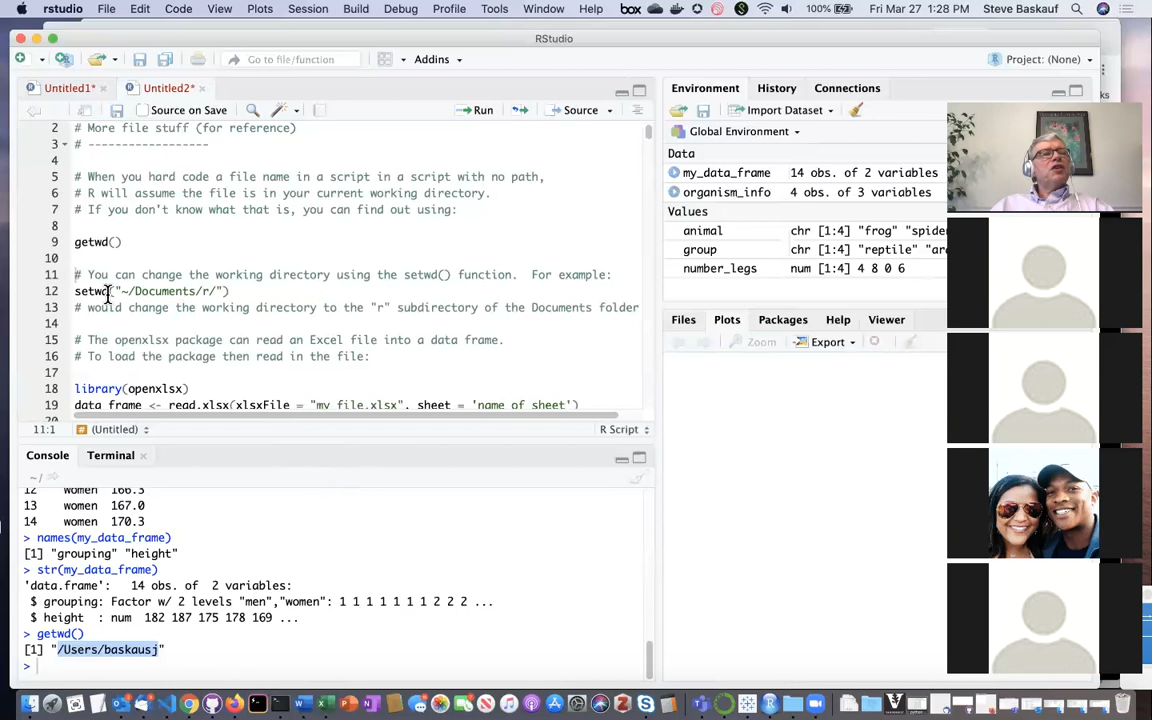 rstudio File Edit Code View Plots Session Build Debug Profile Tools Window Help box 100% Fri Mar 27 1:28 PM Steve Baskauf
RStudio
Go to file/function Addins Project: (None)
Untitled1* × Untitled2* ×
Source on Save Run Source
2 # More file stuff (for reference)
3 # ------------------
4
5 # When you hard code a file name in a script in a script with no path,
6 # R will assume the file is in your current working directory.
7 # If you don't know what that is, you can find out using:
8
9 getwd()
10
11 # You can change the working directory using the setwd() function. For example:
12 setwd("~/Documents/r/")
13 # would change the working directory to the "r" subdirectory of the Documents folder
14
15 # The openxlsx package can read an Excel file into a data frame.
16 # To load the package then read in the file:
17
18 library(openxlsx)
19 data_frame <- read.xlsx(xlsxFile = "my_file.xlsx", sheet = 'name of sheet')
20
11:1 # (Untitled) R Script
Console Terminal ×
~/
12 women 166.3
13 women 167.0
14 women 170.3
> names(my_data_frame)
[1] "grouping" "height"
> str(my_data_frame)
'data.frame': 14 obs. of 2 variables:
$ grouping: Factor w/ 2 levels "men","women": 1 1 1 1 1 1 1 2 2 2 ...
$ height : num 182 187 175 178 169 ...
> getwd()
[1] "/Users/baskausj"
>
Environment History Connections
Import Dataset
Global Environment
Data
my_data_frame 14 obs. of 2 variables
organism_info 4 obs. of 3 variables
Values
animal chr [1:4] "frog" "spider
group chr [1:4] "reptile" "ar
number_legs num [1:4] 4 8 0 6
Files Plots Packages Help Viewer
Zoom Export